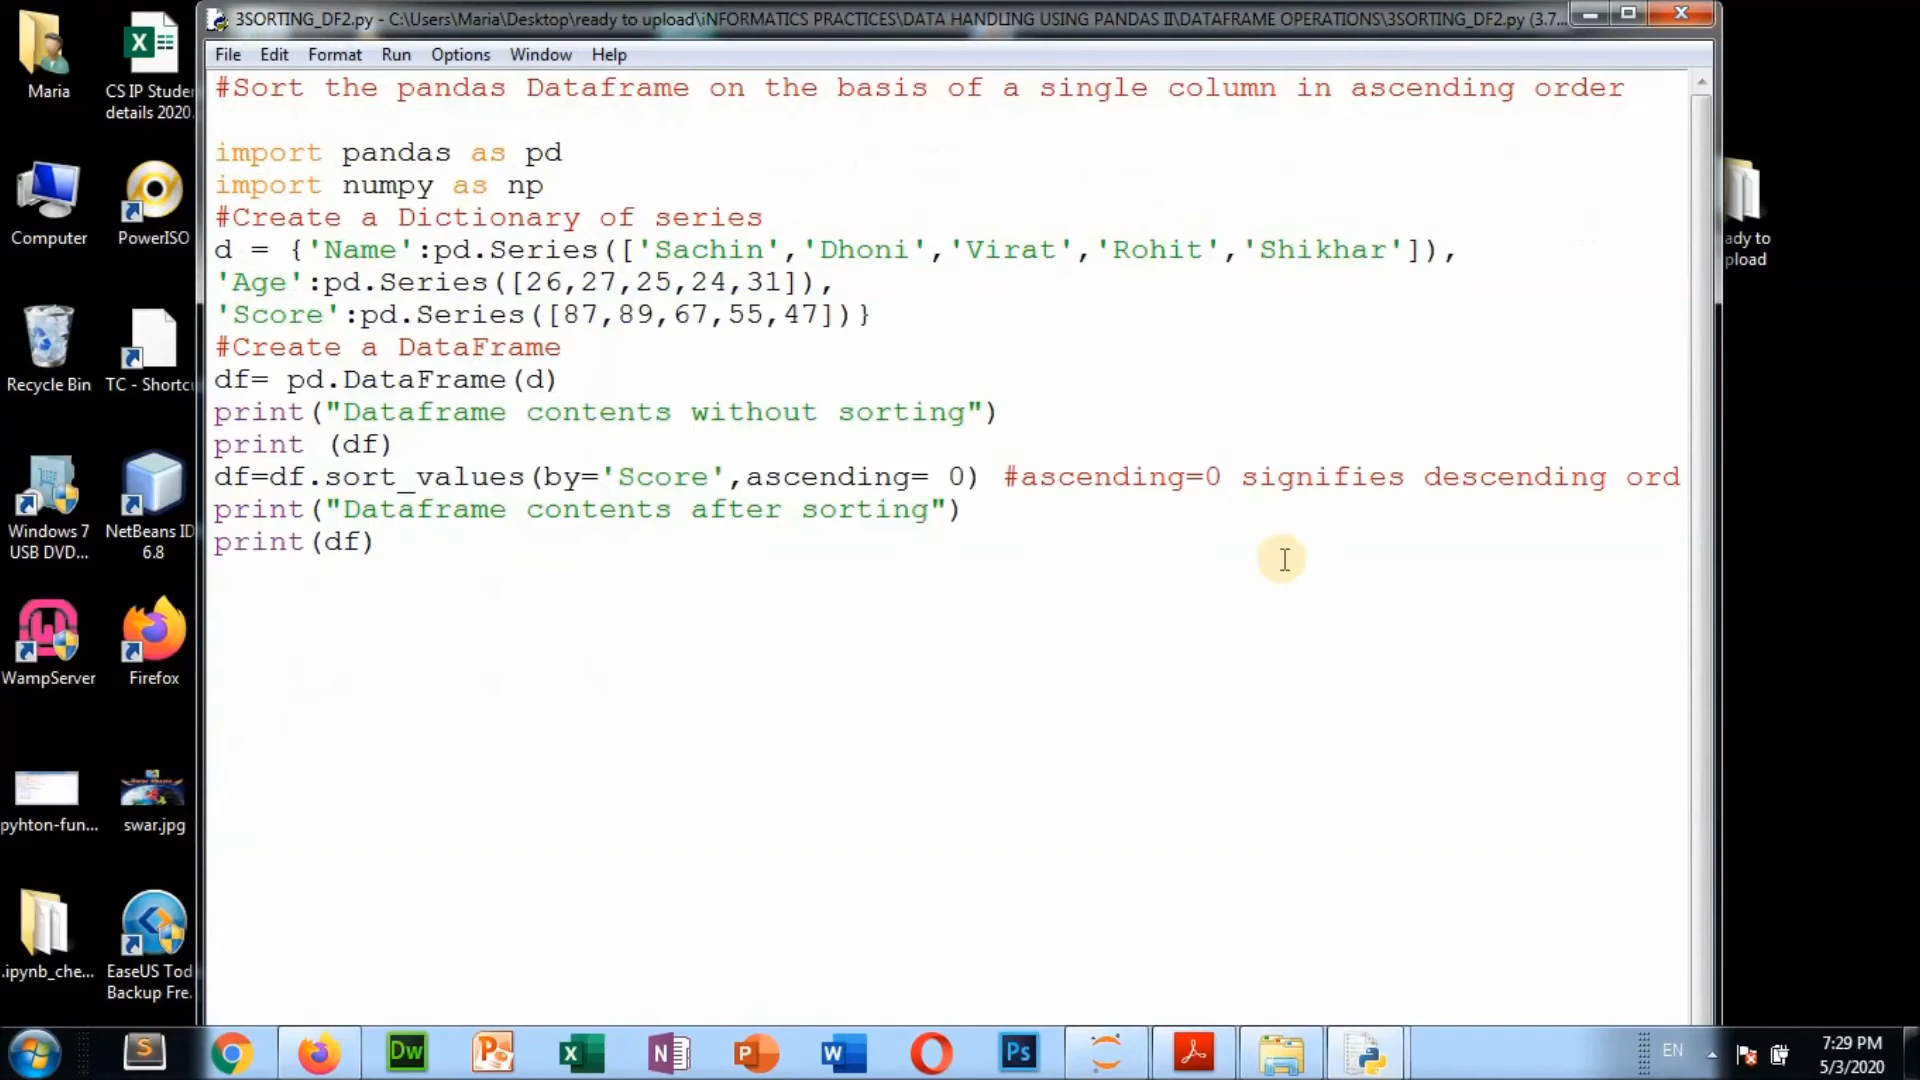 3SORTING_DF2.py - C:\Users\Maria\Desktop\ready to upload\iNFORMATICS PRACTICES\DATA HANDLING USING PANDAS II\DATAFRAME OPERATIONS\3SORTING_DF2.py (3.7...
File Edit Format Run Options Window Help
#Sort the pandas Dataframe on the basis of a single column in ascending order
import pandas as pd
import numpy as np
#Create a Dictionary of series
d = {'Name':pd.Series(['Sachin','Dhoni','Virat','Rohit','Shikhar']),
'Age':pd.Series([26,27,25,24,31]),
'Score':pd.Series([87,89,67,55,47])}
#Create a DataFrame
df= pd.DataFrame(d)
print("Dataframe contents without sorting")
print (df)
df=df.sort_values(by='Score',ascending= 0) #ascending=0 signifies descending ord
print("Dataframe contents after sorting")
print(df)
Maria
CS IP Studer
details 2020.
Computer
PowerISO
Recycle Bin
TC - Shortcu
Windows 7
USB DVD...
NetBeans ID
6.8
WampServer
Firefox
pyhton-fun...
swar.jpg
.ipynb_che...
EaseUS Tod
Backup Fre.
ady to
pload
Dw
EN
7:29 PM
5/3/2020